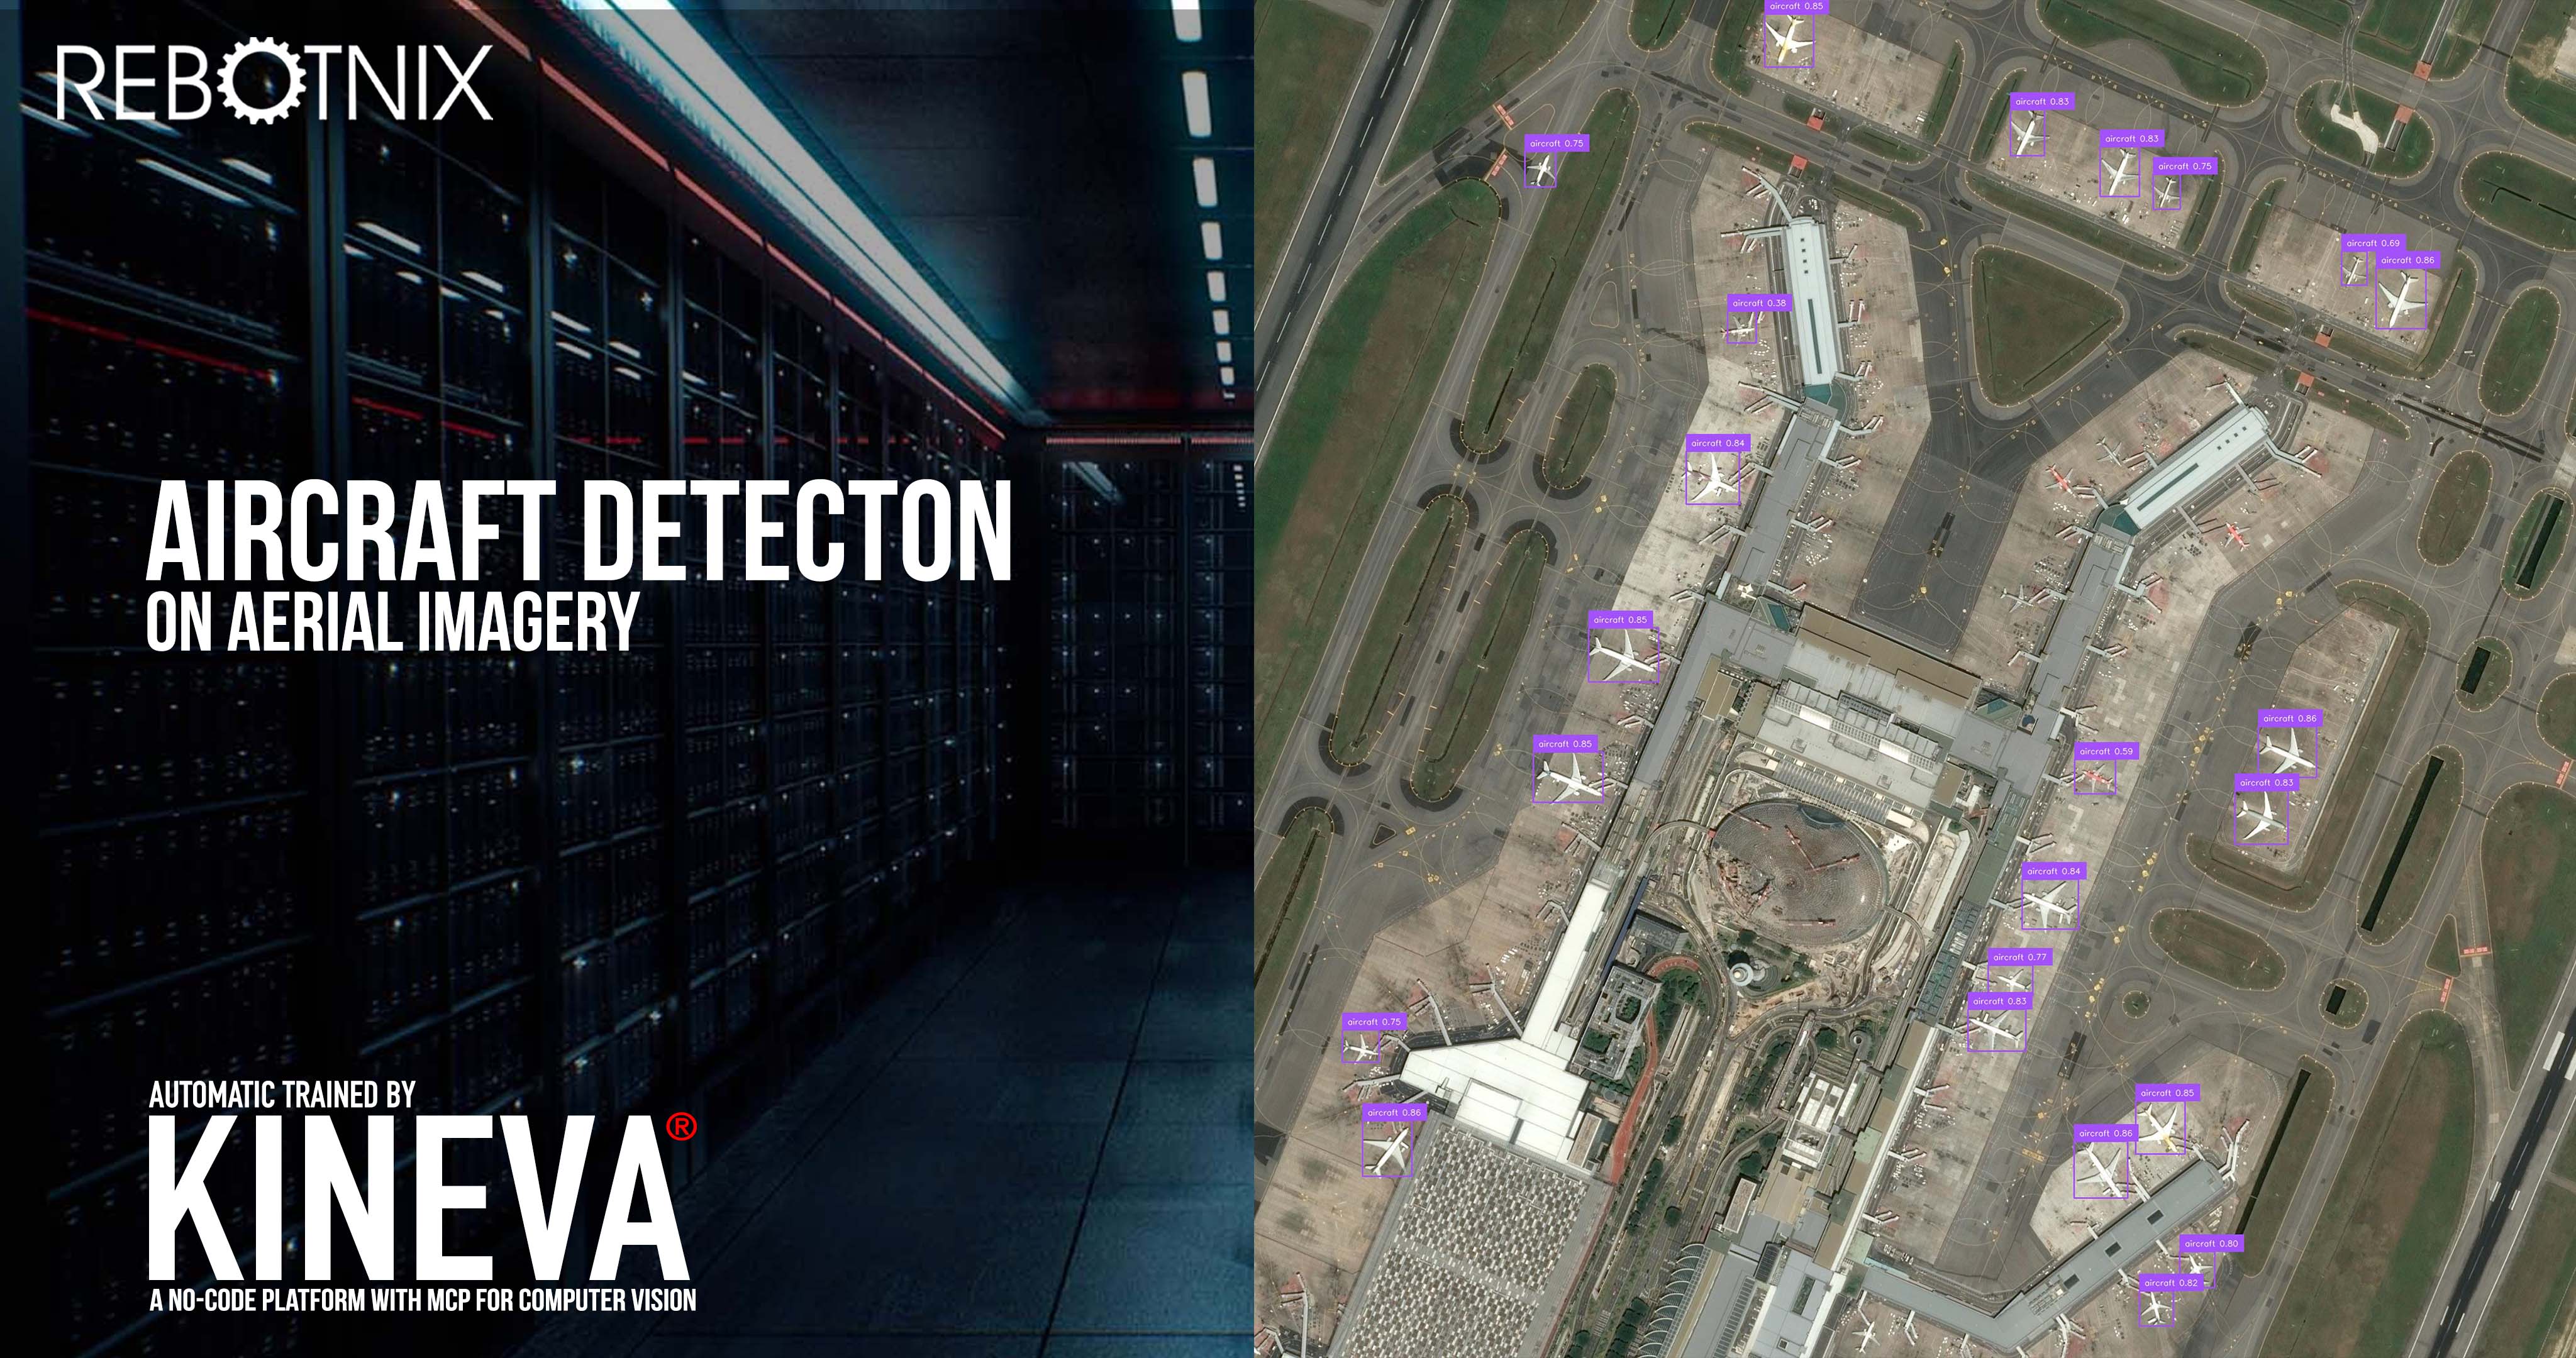 REBOTNIX
AIRCRAFT DETECTON
ON AERIAL IMAGERY
AUTOMATIC TRAINED BY
KINEVA®
A NO-CODE PLATFORM WITH MCP FOR COMPUTER VISION
aircraft 0.85
aircraft 0.83
aircraft 0.83
aircraft 0.75
aircraft 0.75
aircraft 0.69
aircraft 0.86
aircraft 0.38
aircraft 0.84
aircraft 0.85
aircraft 0.86
aircraft 0.85
aircraft 0.59
aircraft 0.83
aircraft 0.84
aircraft 0.77
aircraft 0.83
aircraft 0.75
aircraft 0.85
aircraft 0.86
aircraft 0.86
aircraft 0.80
aircraft 0.82